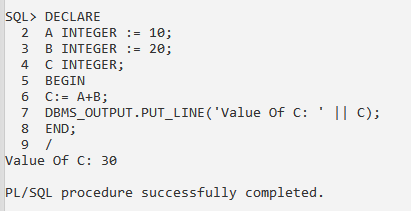 SQL> DECLARE
2 A INTEGER := 10;
3 B INTEGER := 20;
4 C INTEGER;
5 BEGIN
6 C:= A+B;
7 DBMS_OUTPUT.PUT_LINE('Value Of C: ' || C);
8 END;
9 /
Value Of C: 30
PL/SQL procedure successfully completed.